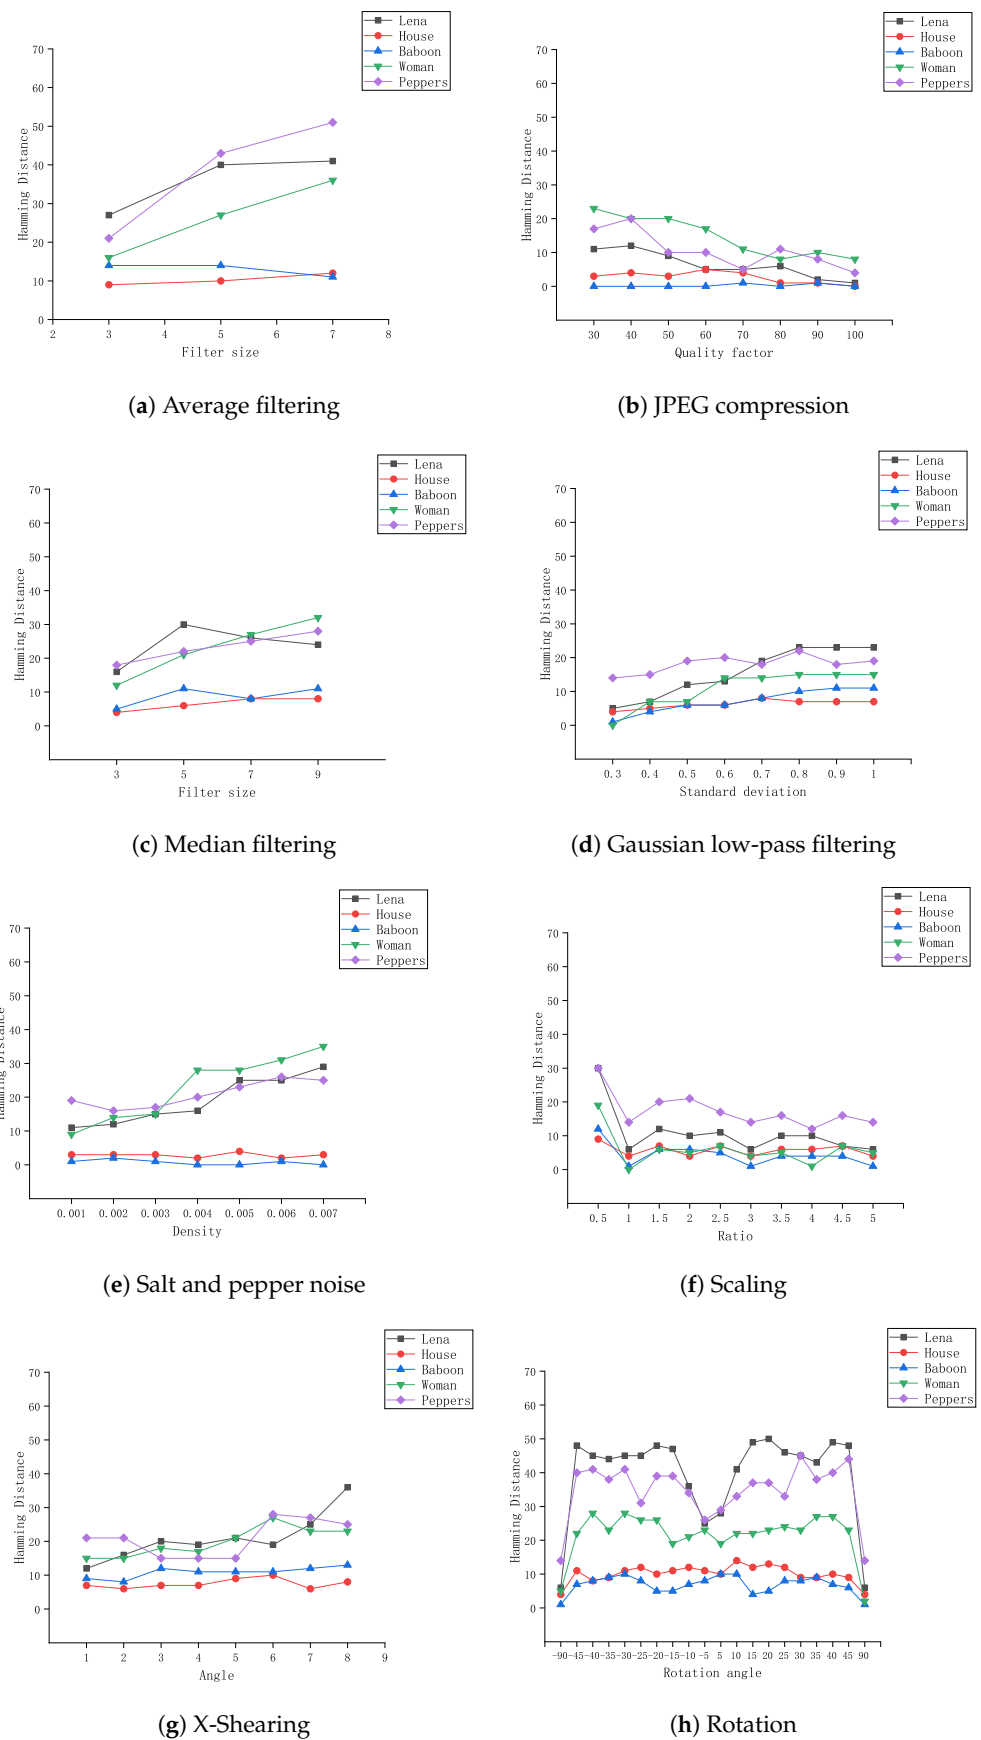 Lena
House
Baboon
Woman
Peppers
70
60
50
40
30
20
10
0
Hamming Distance
2 3 4 5 6 7 8
Filter size
(a) Average filtering
Lena
House
Baboon
Woman
Peppers
70
60
50
40
30
20
10
0
Hamming Distance
30 40 50 60 70 80 90 100
Quality factor
(b) JPEG compression
Lena
House
Baboon
Woman
Peppers
70
60
50
40
30
20
10
0
Hamming Distance
3 5 7 9
Filter size
(c) Median filtering
Lena
House
Baboon
Woman
Peppers
70
60
50
40
30
20
10
0
Hamming Distance
0.3 0.4 0.5 0.6 0.7 0.8 0.9 1
Standard deviation
(d) Gaussian low-pass filtering
Lena
House
Baboon
Woman
Peppers
70
60
50
40
30
20
10
0
Hamming Distance
0.001 0.002 0.003 0.004 0.005 0.006 0.007
Density
(e) Salt and pepper noise
Lena
House
Baboon
Woman
Peppers
70
60
50
40
30
20
10
0
Hamming Distance
0.5 1 1.5 2 2.5 3 3.5 4 4.5 5
Ratio
(f) Scaling
Lena
House
Baboon
Woman
Peppers
70
60
50
40
30
20
10
0
Hamming Distance
1 2 3 4 5 6 7 8 9
Angle
(g) X-Shearing
Lena
House
Baboon
Woman
Peppers
70
60
50
40
30
20
10
0
Hamming Distance
-90 -45 -40 -35 -30 -25 -20 -15 -10 -5 5 10 15 20 25 30 35 40 45 90
Rotation angle
(h) Rotation